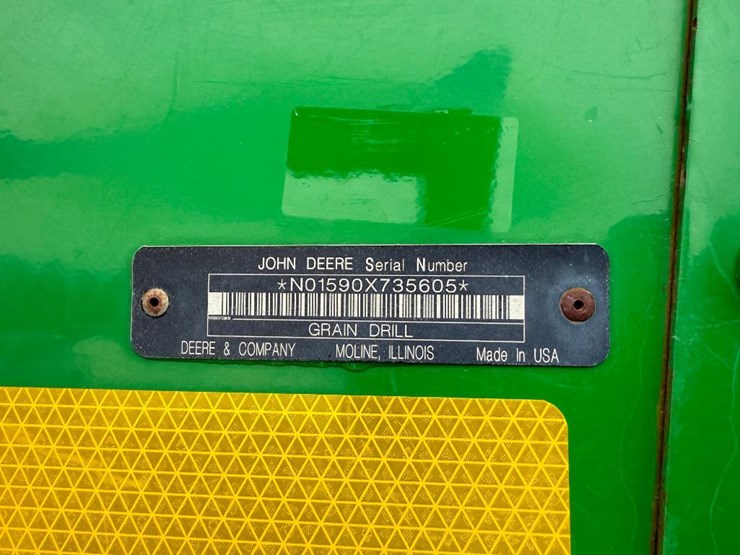 JOHN DEERE Serial Number
*N01590X735605*
GRAIN DRILL
DEERE & COMPANY MOLINE, ILLINOIS Made In USA